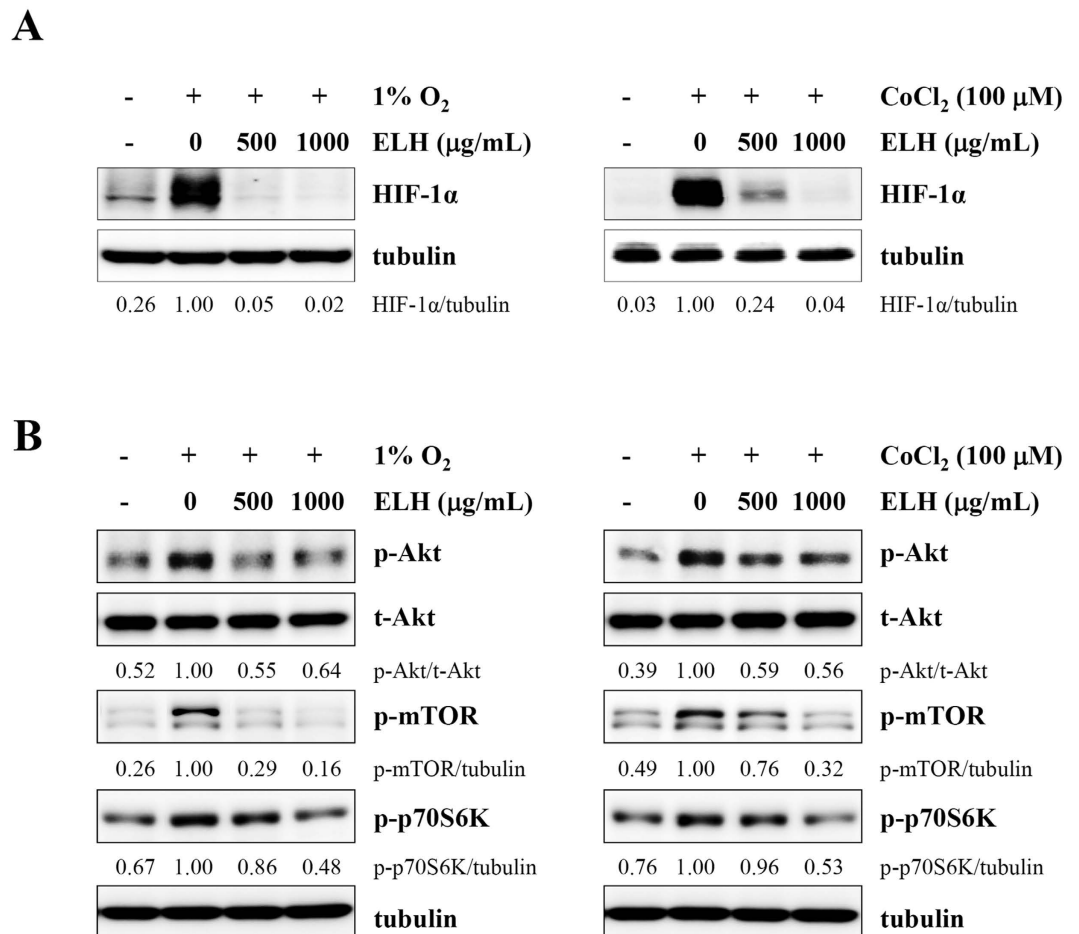 A
- + + + 1% O₂
- 0 500 1000 ELH (μg/mL)
HIF-1α
tubulin
0.26 1.00 0.05 0.02 HIF-1α/tubulin
- + + + CoCl₂ (100 μM)
- 0 500 1000 ELH (μg/mL)
HIF-1α
tubulin
0.03 1.00 0.24 0.04 HIF-1α/tubulin
B
- + + + 1% O₂
- 0 500 1000 ELH (μg/mL)
p-Akt
t-Akt
0.52 1.00 0.55 0.64 p-Akt/t-Akt
p-mTOR
0.26 1.00 0.29 0.16 p-mTOR/tubulin
p-p70S6K
0.67 1.00 0.86 0.48 p-p70S6K/tubulin
tubulin
- + + + CoCl₂ (100 μM)
- 0 500 1000 ELH (μg/mL)
p-Akt
t-Akt
0.39 1.00 0.59 0.56 p-Akt/t-Akt
p-mTOR
0.49 1.00 0.76 0.32 p-mTOR/tubulin
p-p70S6K
0.76 1.00 0.96 0.53 p-p70S6K/tubulin
tubulin